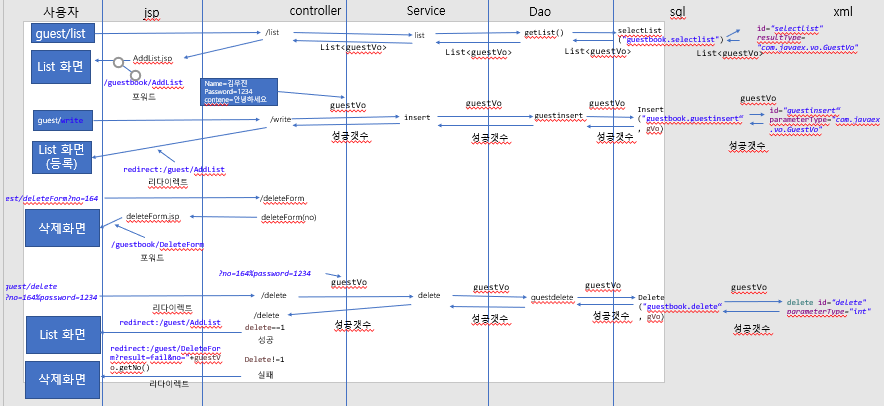 사용자 jsp controller Service Dao sql xml
guest/list
/list
list
getList()
selectList
("guestbook.selectlist")
id="selectlist"
resultType=
"com.javaex.vo.GuestVo"
List<guestVo>
List<guestVo>
List<guestVo>
List<guestVo>
List 화면
AddList.jsp
/guestbook/AddList
포워드
Name=김우진
Password=1234
contene=안녕하세요
guestVo
guestVo
guestVo
guestVo
guest/write
/write
insert
guestinsert
Insert
("guestbook.guestinsert"
, gVo)
id="guestinsert"
parameterType="com.javaex
.vo.GuestVo"
성공갯수
성공갯수
성공갯수
성공갯수
List 화면
(등록)
redirect:/guest/AddList
리다이렉트
est/deleteForm?no=164
/deleteForm
삭제화면
deleteForm.jsp
deleteForm(no)
/guestbook/DeleteForm
포워드
?no=164%password=1234
guestVo
guestVo
guestVo
guestVo
guest/delete
?no=164%password=1234
/delete
delete
guestdelete
Delete
("guestbook.delete"
, gVo)
delete id="delete"
parameterType="int"
리다이렉트
/delete
성공갯수
성공갯수
성공갯수
성공갯수
List 화면
redirect:/guest/AddList
delete==1
성공
삭제화면
redirect:/guest/DeleteFor
m?result=fail&no="+guestV
o.getNo()
Delete!=1
실패
리다이렉트